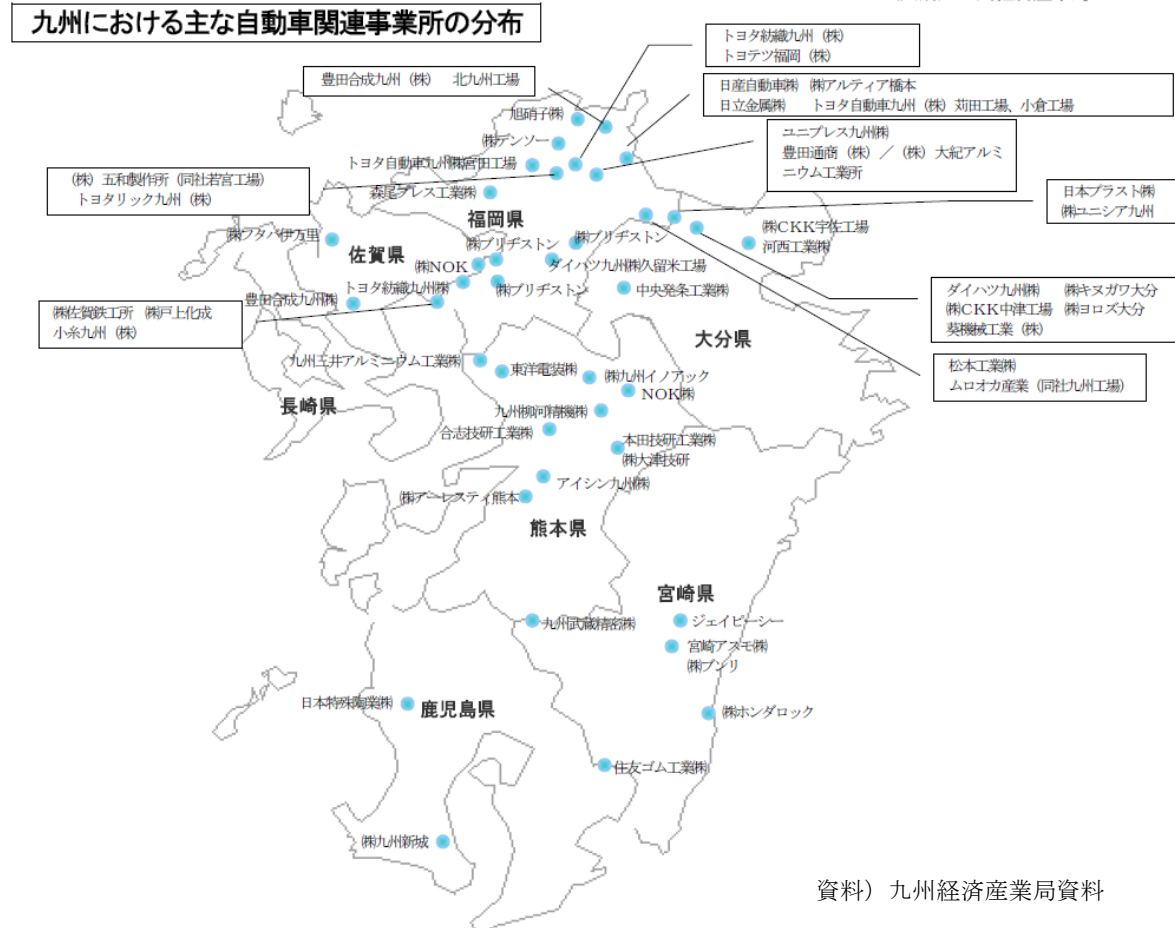 九州における主な自動車関連事業所の分布
トヨタ紡織九州（株）
トヨテツ福岡（株）
豊田合成九州（株）　北九州工場
日産自動車㈱　㈱アルティア橋本
日立金属㈱　トヨタ自動車九州（株）苅田工場、小倉工場
旭硝子㈱
㈱デンソー
ユニプレス九州㈱
豊田通商（株）／（株）大紀アルミ
ニウム工業所
トヨタ自動車九州㈱宮田工場
（株）五和製作所（同社若宮工場）
トヨタリック九州（株）
森尾プレス工業㈱
日本プラスト㈱
㈱ユニシア九州
福岡県
㈱CKK宇佐工場
河西工業㈱
㈱フタバ伊万里
佐賀県
㈱ブリヂストン
㈱ブリヂストン
㈱NOK
ダイハツ九州㈱久留米工場
トヨタ紡織九州㈱
㈱ブリヂストン
中央発条工業㈱
豊田合成九州㈱
㈱佐賀鉄工所　㈱戸上化成
小糸九州（株）
ダイハツ九州㈱　㈱キヌガワ大分
㈱CKK中津工場　㈱ヨロズ大分
葵機械工業（株）
大分県
九州三井アルミニウム工業㈱
東洋電装㈱
㈱九州イノアック
NOK㈱
松本工業㈱
ムロオカ産業（同社九州工場）
長崎県
九州柳河精機㈱
合志技研工業㈱
本田技研工業㈱
㈱大津技研
アイシン九州㈱
㈱アーレスティ熊本
熊本県
宮崎県
九州武蔵精密㈱
ジェイピーシー
宮崎アスモ㈱
㈱ブンリ
日本特殊陶業㈱
鹿児島県
㈱ホンダロック
住友ゴム工業㈱
㈱九州新城
資料）九州経済産業局資料